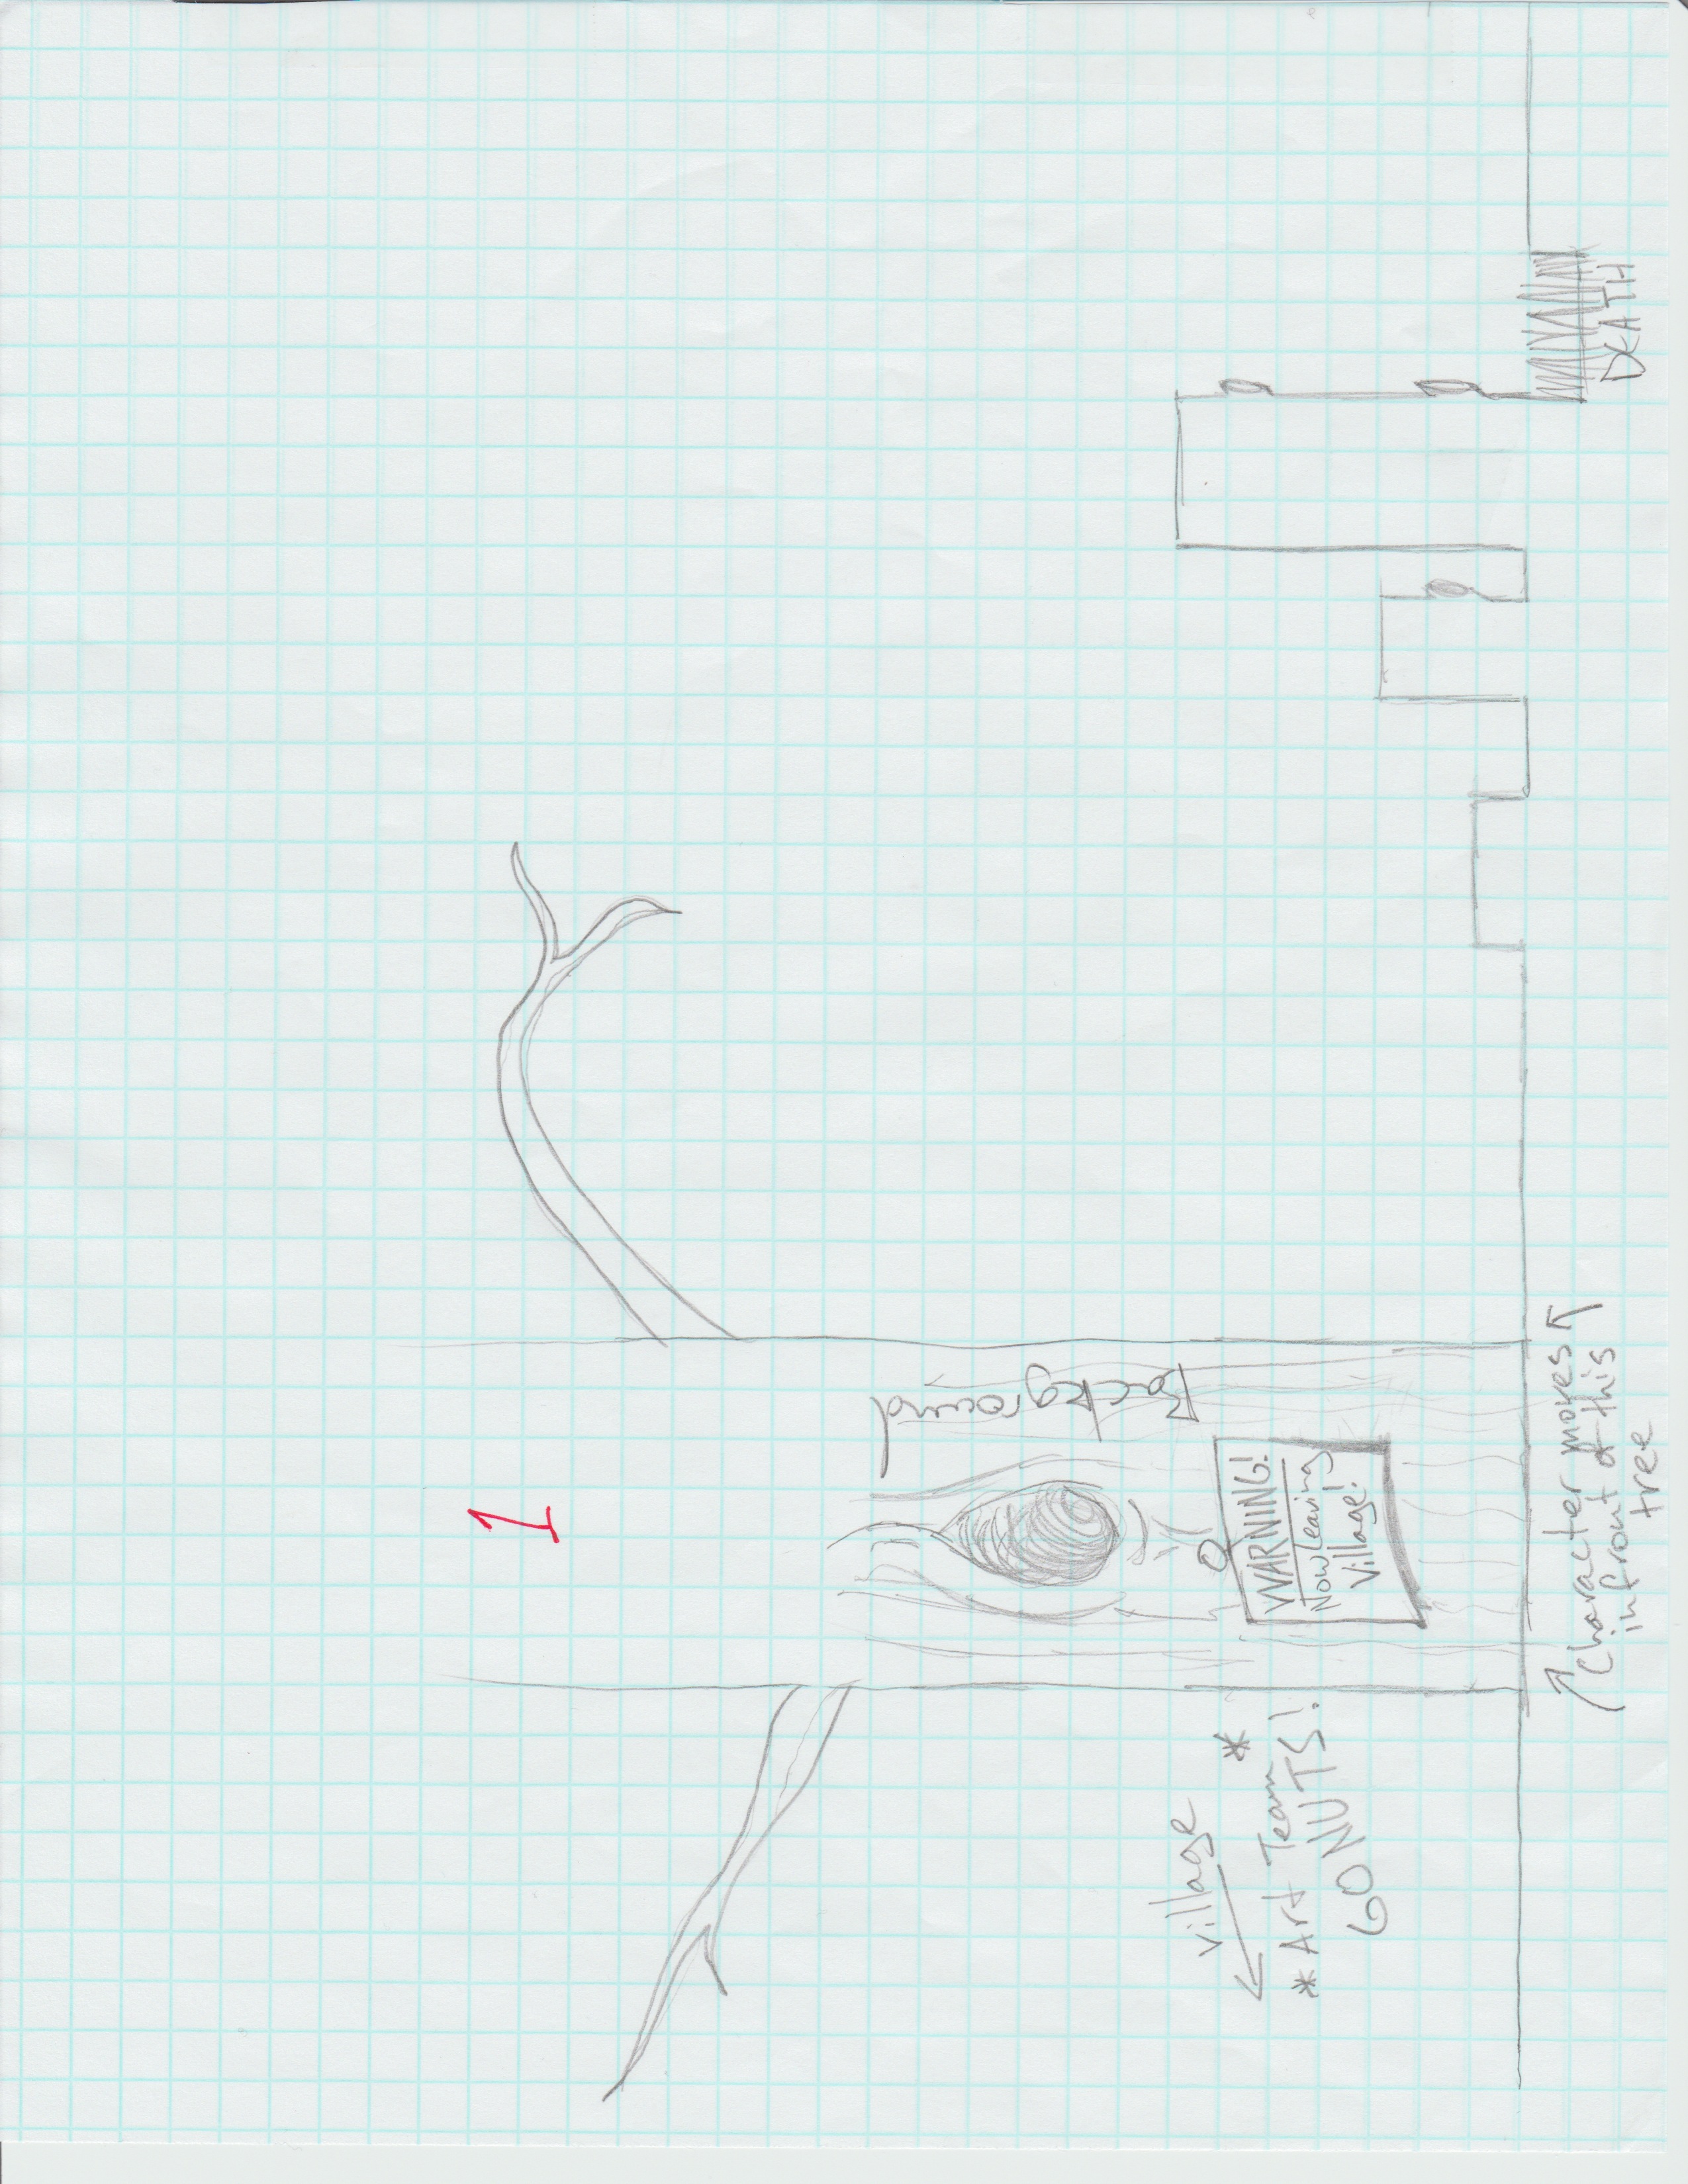 1
Background
WARNING!
Now Leaving
Village!
Village
* Art Team *
GO NUTS!
Character moves
in front of this
tree
DEATH